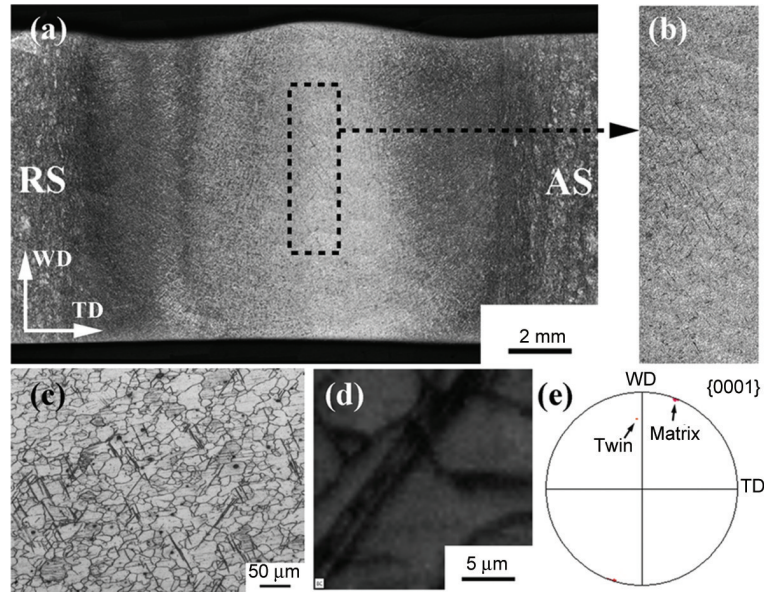 (a)
(b)
RS
AS
WD
TD
2 mm
(c)
(d)
(e)
WD
{0001}
Twin
Matrix
TD
50 µm
5 µm